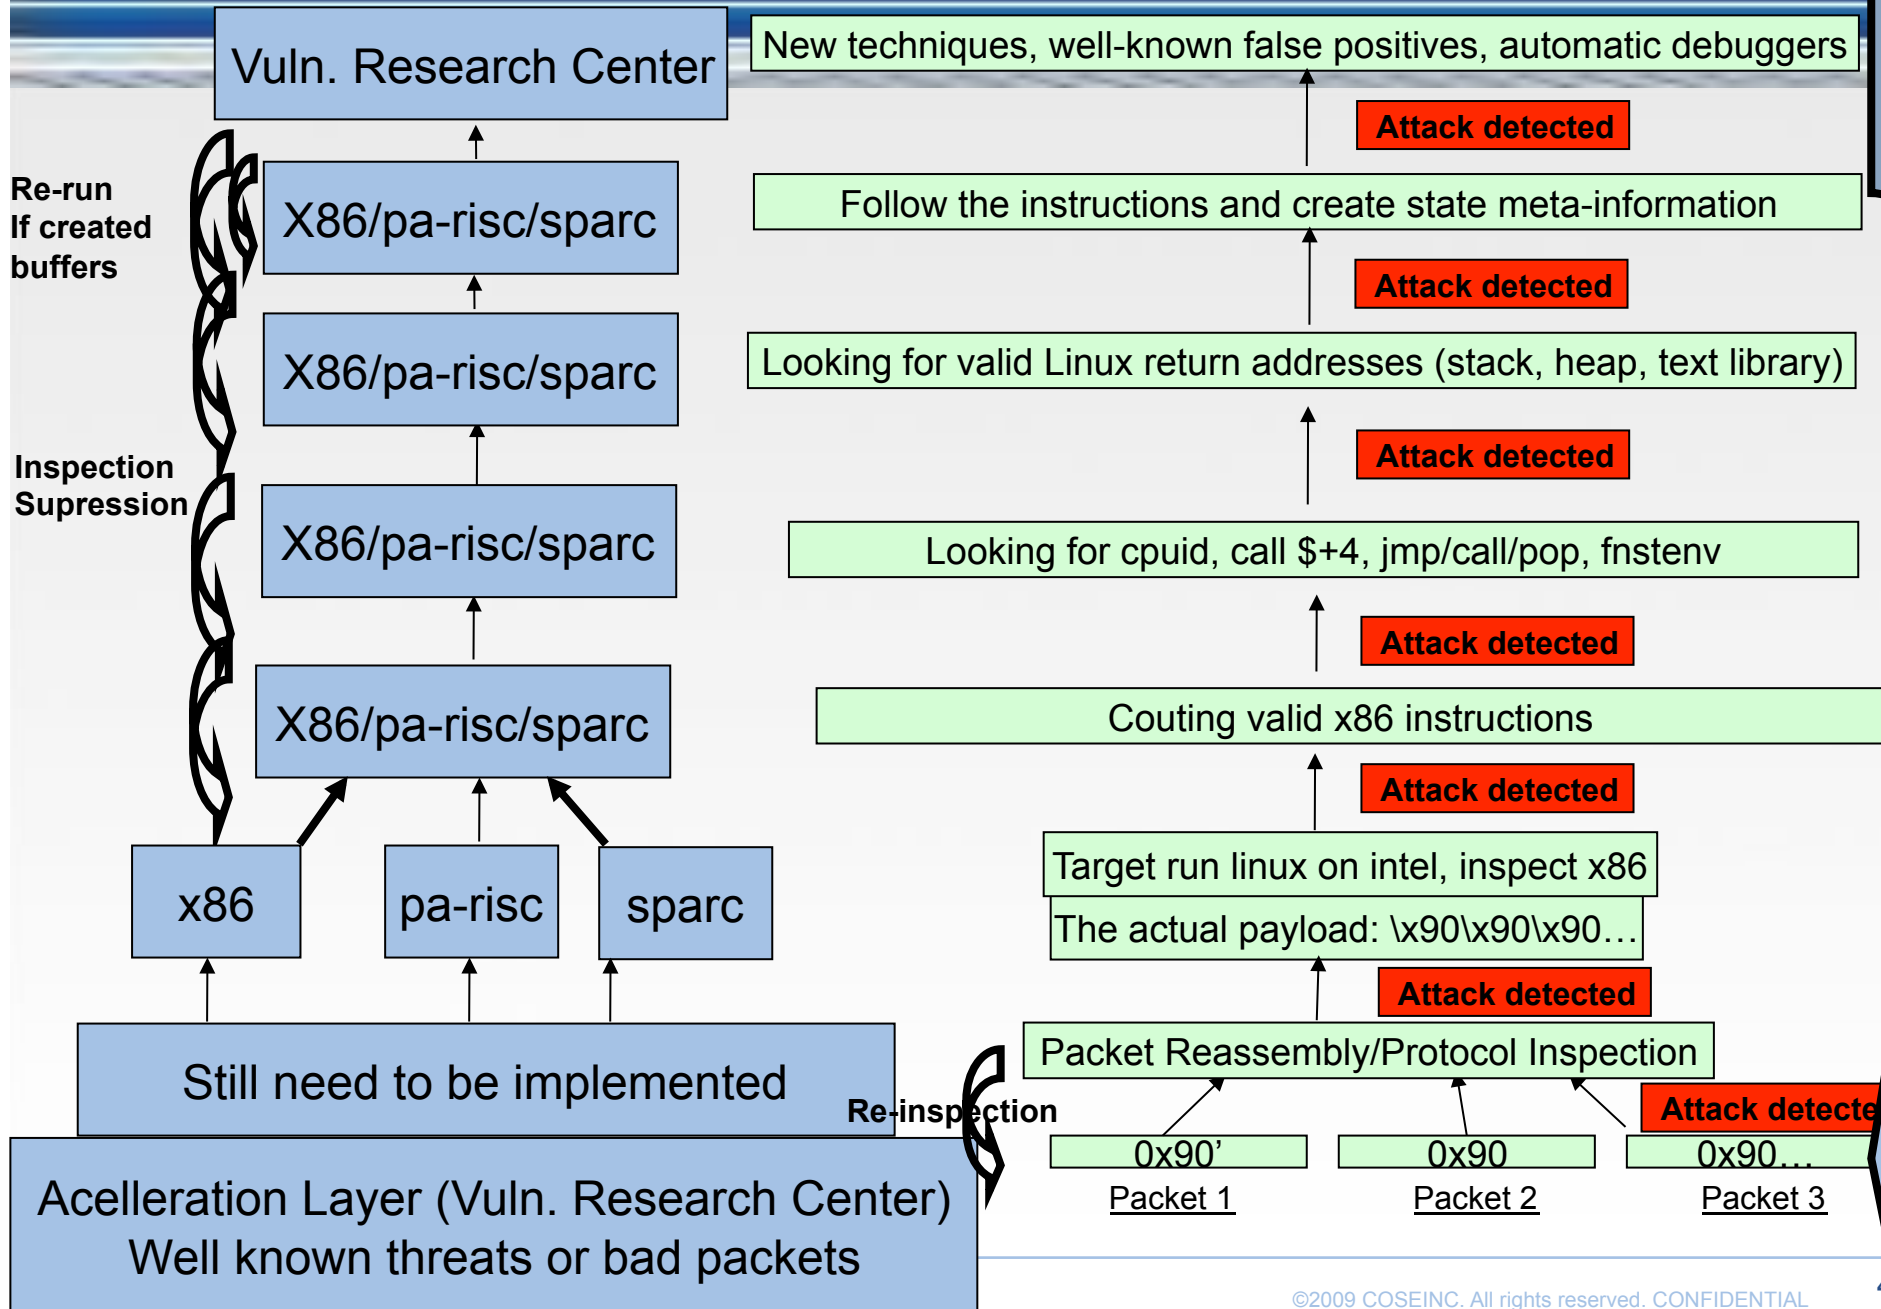 Vuln. Research Center
New techniques, well-known false positives, automatic debuggers
Attack detected
Re-run
If created
buffers
X86/pa-risc/sparc
Follow the instructions and create state meta-information
Attack detected
X86/pa-risc/sparc
Looking for valid Linux return addresses (stack, heap, text library)
Attack detected
Inspection
Supression
X86/pa-risc/sparc
Looking for cpuid, call $+4, jmp/call/pop, fnstenv
Attack detected
X86/pa-risc/sparc
Couting valid x86 instructions
Attack detected
x86
pa-risc
sparc
Target run linux on intel, inspect x86
The actual payload: \x90\x90\x90…
Attack detected
Still need to be implemented
Packet Reassembly/Protocol Inspection
Re-inspection
Attack detecte
0x90’
0x90
0x90…
Packet 1
Packet 2
Packet 3
Acelleration Layer (Vuln. Research Center)
Well known threats or bad packets
©2009 COSEINC. All rights reserved. CONFIDENTIAL